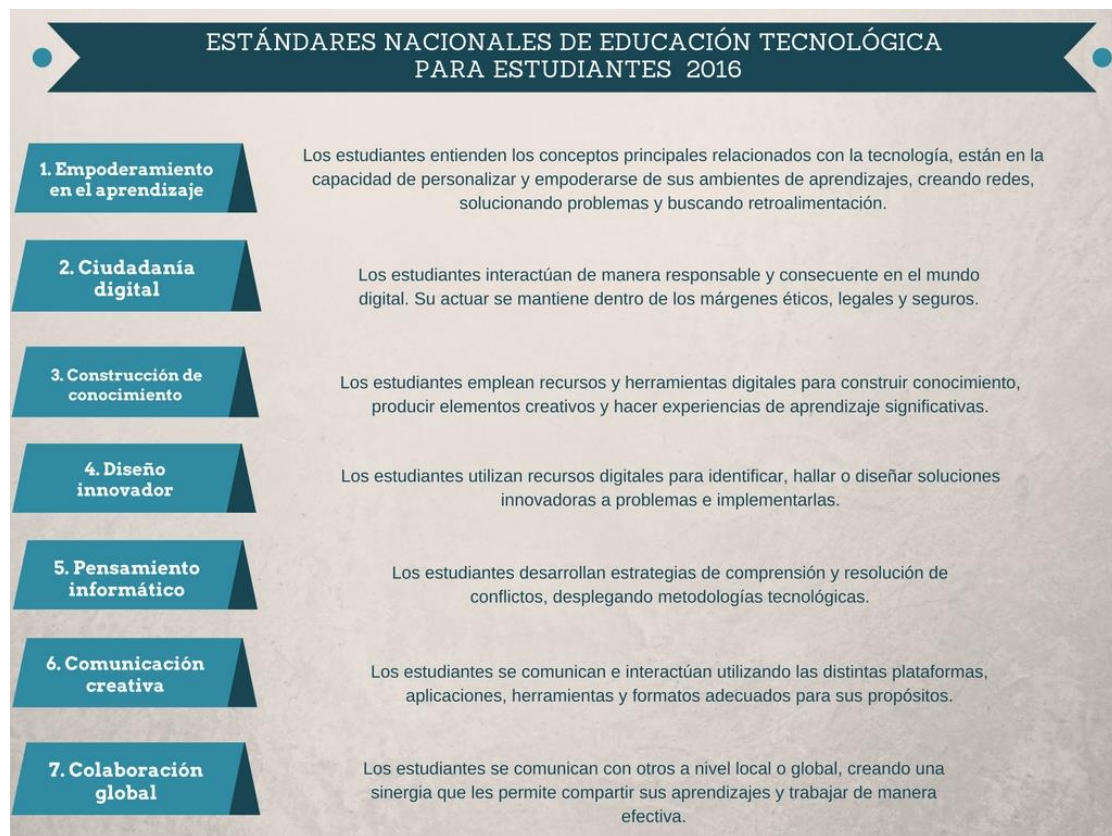 ESTÁNDARES NACIONALES DE EDUCACIÓN TECNOLÓGICA
PARA ESTUDIANTES 2016
1. Empoderamiento
en el aprendizaje
Los estudiantes entienden los conceptos principales relacionados con la tecnología, están en la
capacidad de personalizar y empoderarse de sus ambientes de aprendizajes, creando redes,
solucionando problemas y buscando retroalimentación.
2. Ciudadanía
digital
Los estudiantes interactúan de manera responsable y consecuente en el mundo
digital. Su actuar se mantiene dentro de los márgenes éticos, legales y seguros.
3. Construcción de
conocimiento
Los estudiantes emplean recursos y herramientas digitales para construir conocimiento,
producir elementos creativos y hacer experiencias de aprendizaje significativas.
4. Diseño
innovador
Los estudiantes utilizan recursos digitales para identificar, hallar o diseñar soluciones
innovadoras a problemas e implementarlas.
5. Pensamiento
informático
Los estudiantes desarrollan estrategias de comprensión y resolución de
conflictos, desplegando metodologías tecnológicas.
6. Comunicación
creativa
Los estudiantes se comunican e interactúan utilizando las distintas plataformas,
aplicaciones, herramientas y formatos adecuados para sus propósitos.
7. Colaboración
global
Los estudiantes se comunican con otros a nivel local o global, creando una
sinergia que les permite compartir sus aprendizajes y trabajar de manera
efectiva.